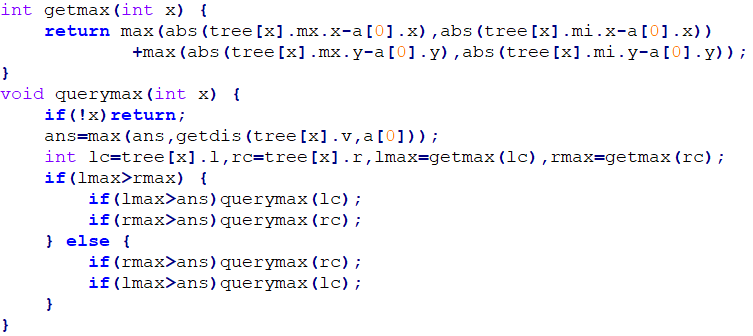 int getmax(int x) {
    return max(abs(tree[x].mx.x-a[0].x),abs(tree[x].mi.x-a[0].x))
            +max(abs(tree[x].mx.y-a[0].y),abs(tree[x].mi.y-a[0].y));
}
void querymax(int x) {
    if(!x)return;
    ans=max(ans,getdis(tree[x].v,a[0]));
    int lc=tree[x].l,rc=tree[x].r,lmax=getmax(lc),rmax=getmax(rc);
    if(lmax>rmax) {
        if(lmax>ans)querymax(lc);
        if(rmax>ans)querymax(rc);
    } else {
        if(rmax>ans)querymax(rc);
        if(lmax>ans)querymax(lc);
    }
}